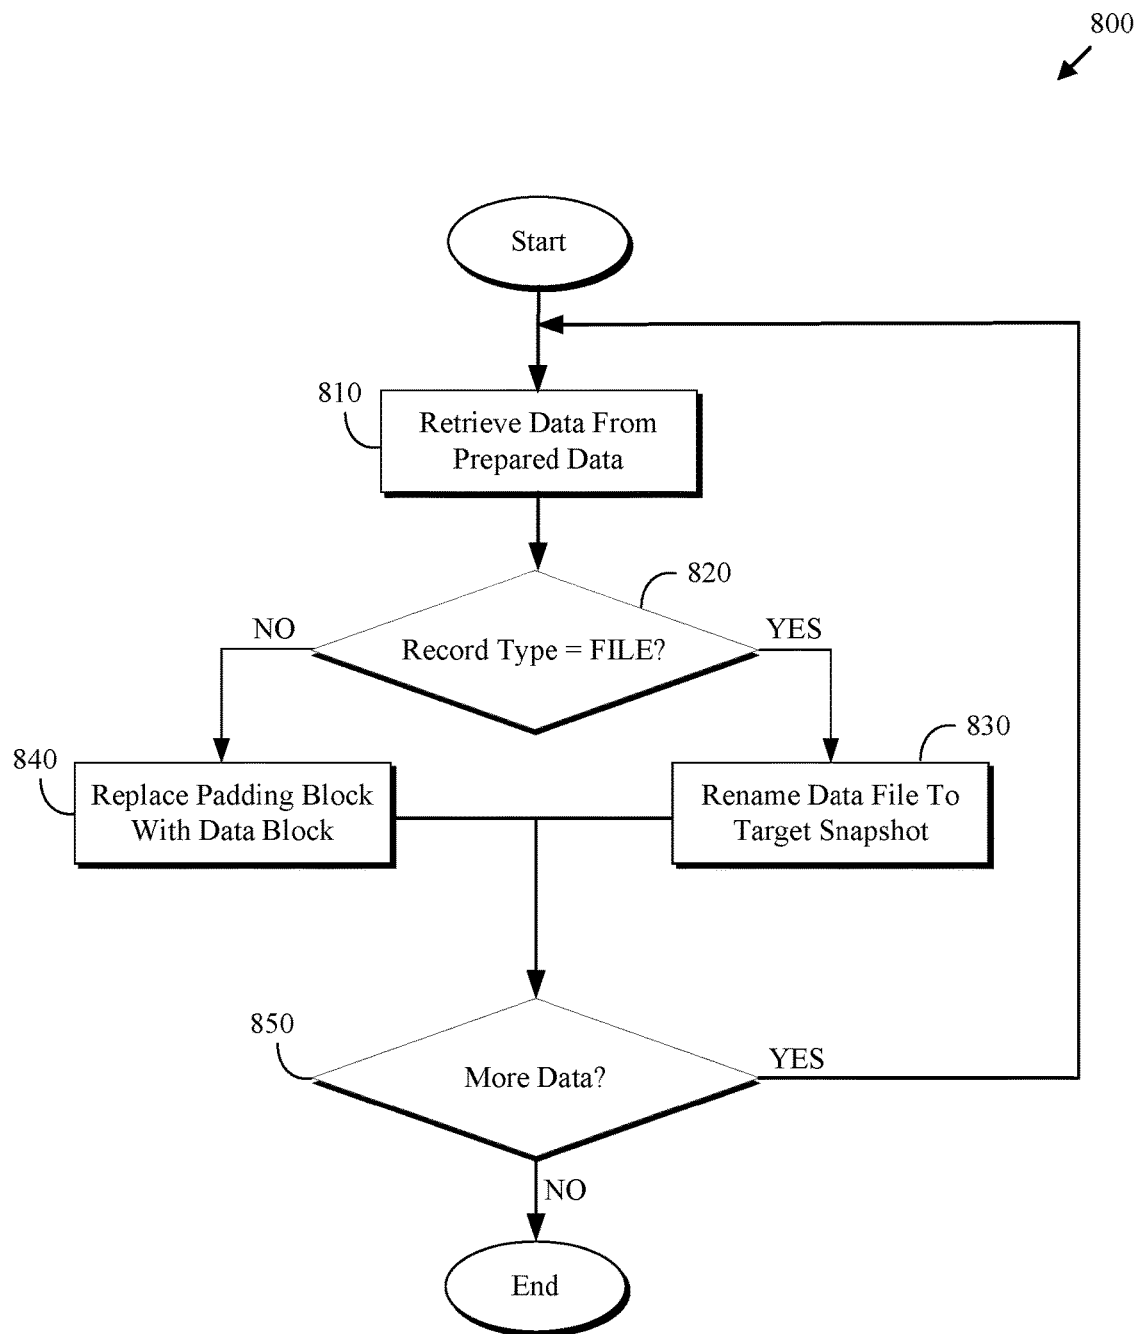 800
Start
810
Retrieve Data From
Prepared Data
820
NO
YES
Record Type = FILE?
840
830
Replace Padding Block
With Data Block
Rename Data File To
Target Snapshot
850
YES
More Data?
NO
End